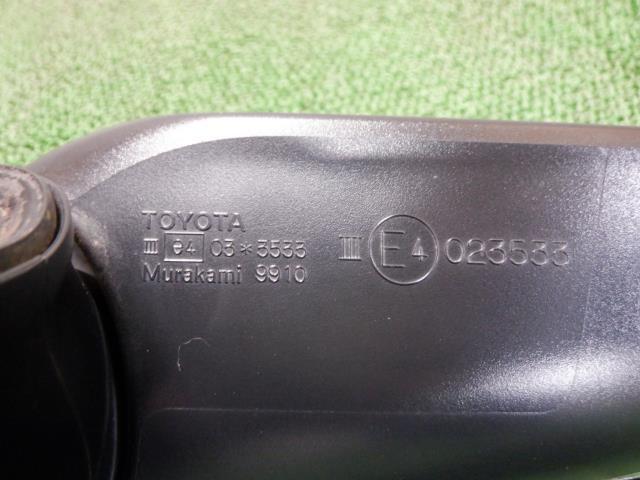 TOYOTA
III e4 03*3533
Murakami 9910
III E4 023533